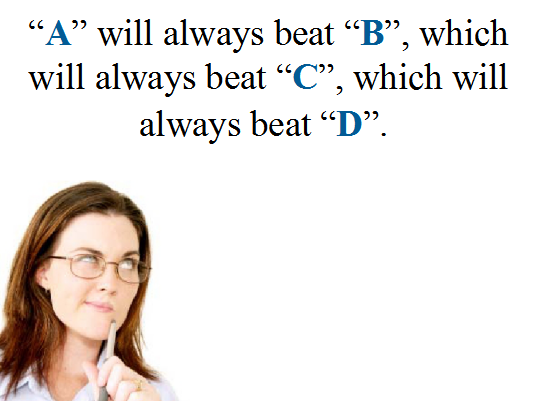 “A” will always beat “B”, which
will always beat “C”, which will
always beat “D”.